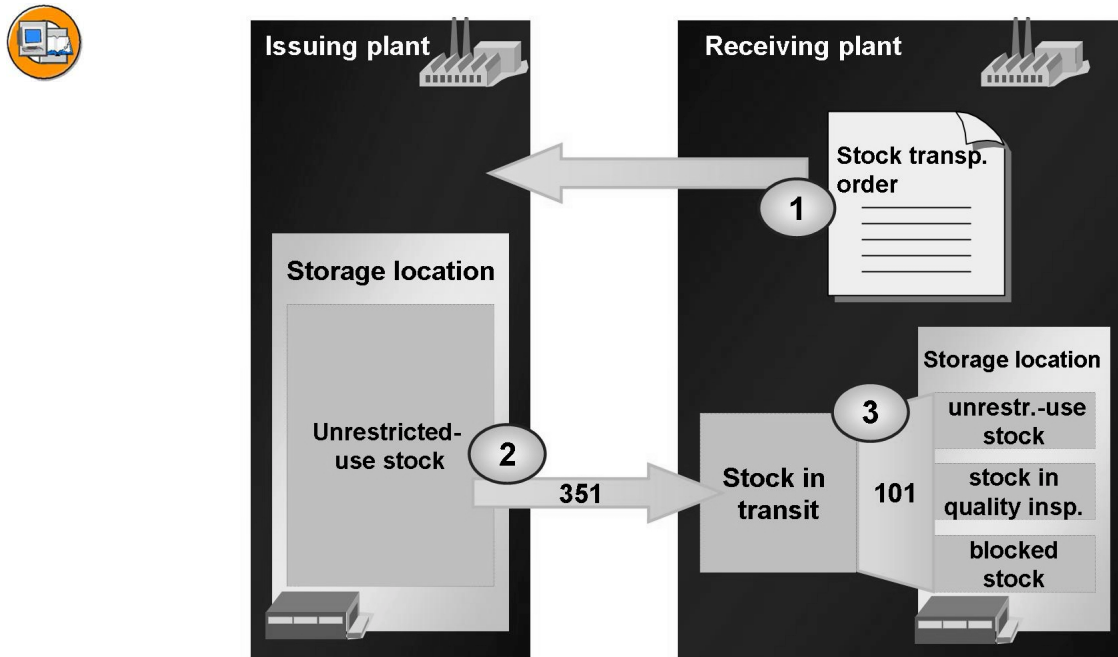 Issuing plant
Receiving plant
Stock transp.
order
1
Storage location
Unrestricted-
use stock
2
351
Stock in
transit
3
101
Storage location
unrestr.-use
stock
stock in
quality insp.
blocked
stock